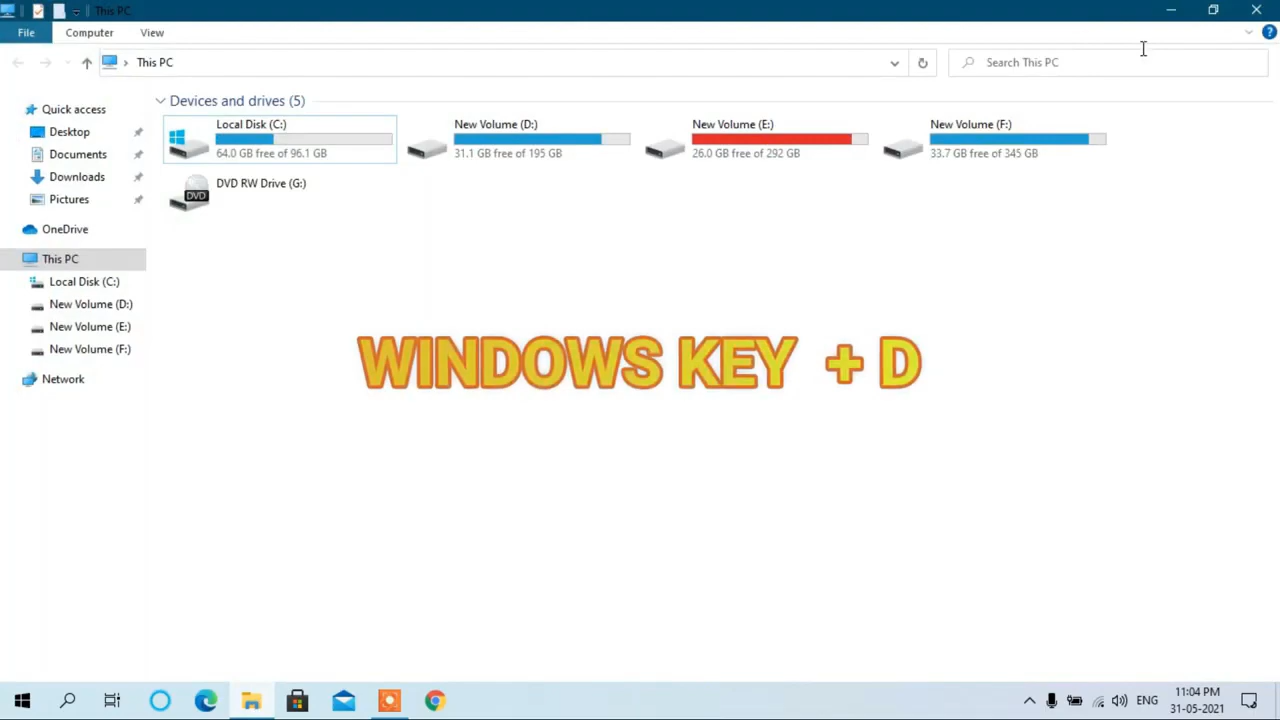 This PC
File
Computer
View
This PC
Search This PC
Quick access
Desktop
Documents
Downloads
Pictures
OneDrive
This PC
Local Disk (C:)
New Volume (D:)
New Volume (E:)
New Volume (F:)
Network
Devices and drives (5)
Local Disk (C:)
64.0 GB free of 96.1 GB
New Volume (D:)
31.1 GB free of 195 GB
New Volume (E:)
26.0 GB free of 292 GB
New Volume (F:)
33.7 GB free of 345 GB
DVD RW Drive (G:)
DVD
WINDOWS KEY + D
ENG
11:04 PM
31-05-2021